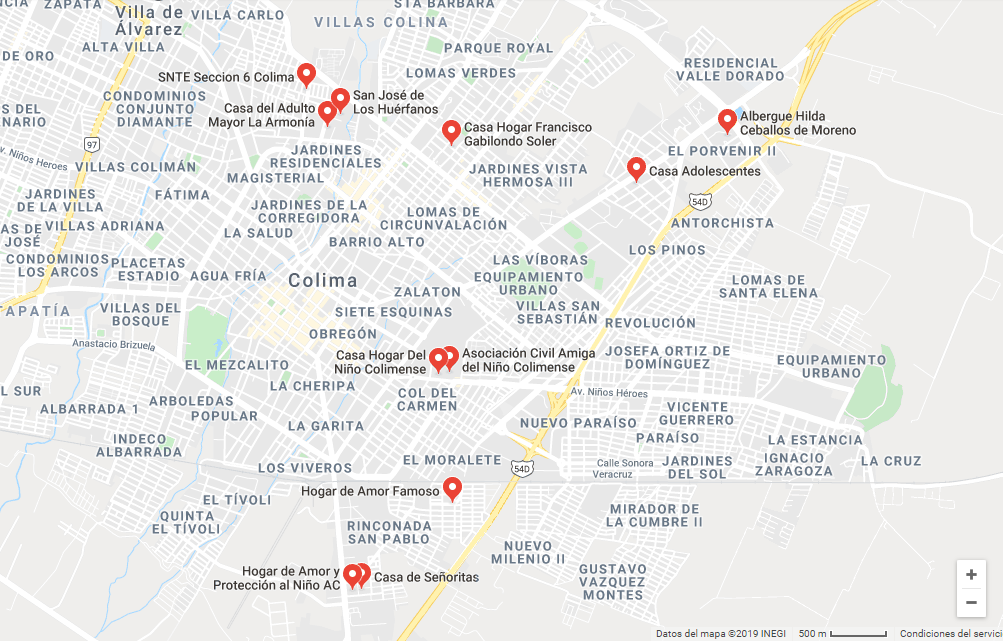 ZAPATA
Villa de
Álvarez
VILLA CARLO
STA BARBARA
VILLAS COLINA
ALTA VILLA
DE ORO
PARQUE ROYAL
RESIDENCIAL
VALLE DORADO
SNTE Seccion 6 Colima
LOMAS VERDES
CONDOMINIOS
CONJUNTO
DIAMANTE
San José de
Los Huérfanos
Casa del Adulto
Mayor La Armonía
AS DEL
ENARIO
Casa Hogar Francisco
Gabilondo Soler
Albergue Hilda
Ceballos de Moreno
97
Av. Niños Heroes
JARDINES
RESIDENCIALES
EL PORVENIR II
VILLAS COLIMÁN
MAGISTERIAL
JARDINES VISTA
HERMOSA III
Casa Adolescentes
JARDINES
DE LA VILLA
FÁTIMA
54D
JARDINES DE LA
CORREGIDORA
LOMAS DE
CIRCUNVALACIÓN
ANTORCHISTA
AS DE
JOSÉ
VILLAS ADRIANA
LA SALUD
BARRIO ALTO
LOS PINOS
CONDOMINIOS
LOS ARCOS
PLACETAS
ESTADIO
AGUA FRÍA
LAS VÍBORAS
EQUIPAMIENTO
URBANO
Colima
ZALATON
LOMAS DE
SANTA ELENA
TAPATÍA
VILLAS DEL
BOSQUE
SIETE ESQUINAS
VILLAS SAN
SEBASTIÁN
REVOLUCIÓN
OBREGÓN
Anastacio Brizuela
Casa Hogar Del
Niño Colimense
Asociación Civil Amiga
del Niño Colimense
JOSEFA ORTIZ DE
DOMÍNGUEZ
EQUIPAMIENTO
URBANO
EL MEZCALITO
LA CHERIPA
L SUR
ALBARRADA 1
ARBOLEDAS
POPULAR
COL DEL
CARMEN
Av. Niños Héroes
VICENTE
GUERRERO
LA GARITA
NUEVO PARAÍSO
PARAÍSO
LA ESTANCIA
INDECO
ALBARRADA
EL MORALETE
54D
Calle Sonora
Veracruz
JARDINES
DEL SOL
IGNACIO
ZARAGOZA
LA CRUZ
LOS VIVEROS
Hogar de Amor Famoso
EL TÍVOLI
QUINTA
EL TÍVOLI
RINCONADA
SAN PABLO
MIRADOR DE
LA CUMBRE II
NUEVO
MILENIO II
Hogar de Amor y
Protección al Niño AC
Casa de Señoritas
GUSTAVO
VAZQUEZ
MONTES
+
−
Datos del mapa ©2019 INEGI
500 m
Condiciones del servici